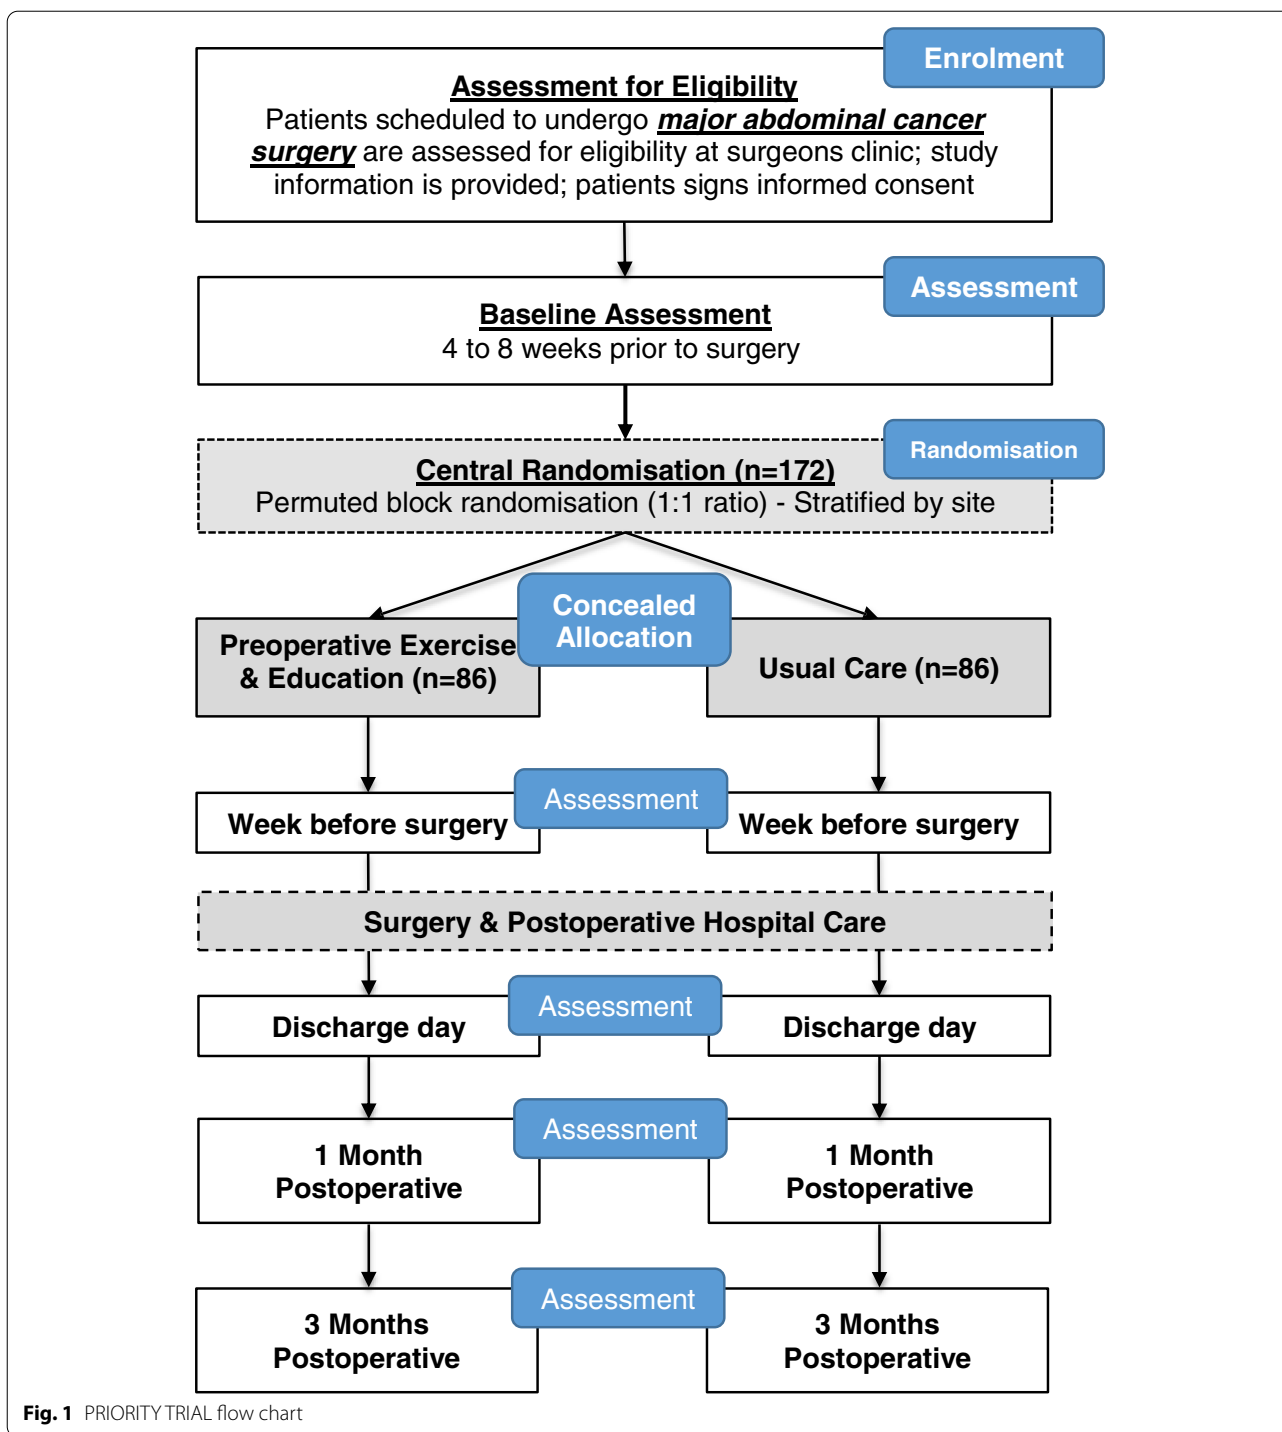 Enrolment
Assessment for Eligibility
Patients scheduled to undergo major abdominal cancer
surgery are assessed for eligibility at surgeons clinic; study
information is provided; patients signs informed consent
Assessment
Baseline Assessment
4 to 8 weeks prior to surgery
Randomisation
Central Randomisation (n=172)
Permuted block randomisation (1:1 ratio) - Stratified by site
Concealed
Allocation
Preoperative Exercise
& Education (n=86)
Usual Care (n=86)
Assessment
Week before surgery
Week before surgery
Surgery & Postoperative Hospital Care
Assessment
Discharge day
Discharge day
Assessment
1 Month
Postoperative
1 Month
Postoperative
Assessment
3 Months
Postoperative
3 Months
Postoperative
Fig. 1 PRIORITY TRIAL flow chart